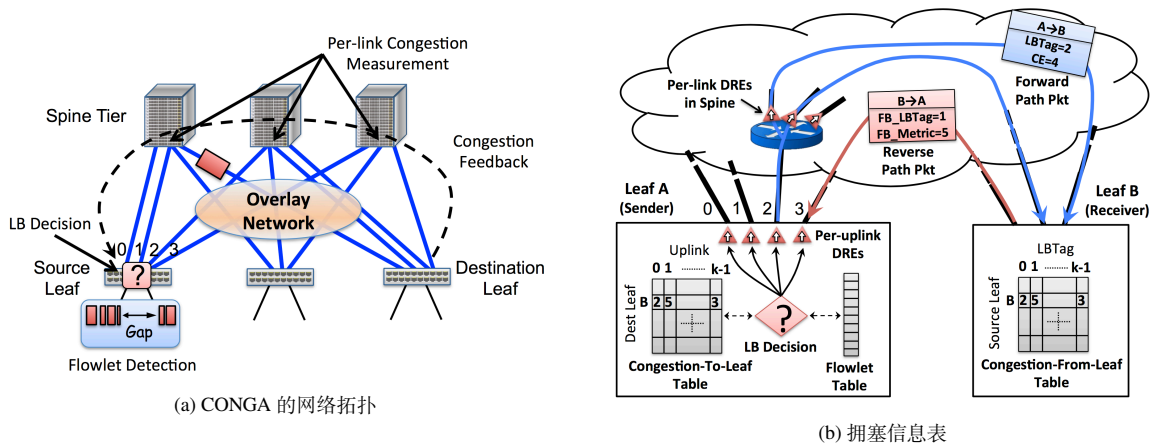 Per-link Congestion
Measurement
Spine Tier
Congestion
Feedback
Overlay
Network
LB Decision
0 1 2 3
Source
Leaf
?
Destination
Leaf
Gap
Flowlet Detection
(a) CONGA 的网络拓扑
A→B
LBTag=2
CE=4
Forward
Path Pkt
Per-link DREs
in Spine
B→A
FB_LBTag=1
FB_Metric=5
Reverse
Path Pkt
Leaf A
(Sender)
0 1 2 3
Leaf B
(Receiver)
Per-uplink
DREs
Uplink
0 1 ........ k-1
Dest Leaf
B 2 5 3
?
LB Decision
Congestion-To-Leaf
Table
Flowlet
Table
LBTag
0 1 ........ k-1
Source Leaf
B 2 5 3
Congestion-From-Leaf
Table
(b) 拥塞信息表